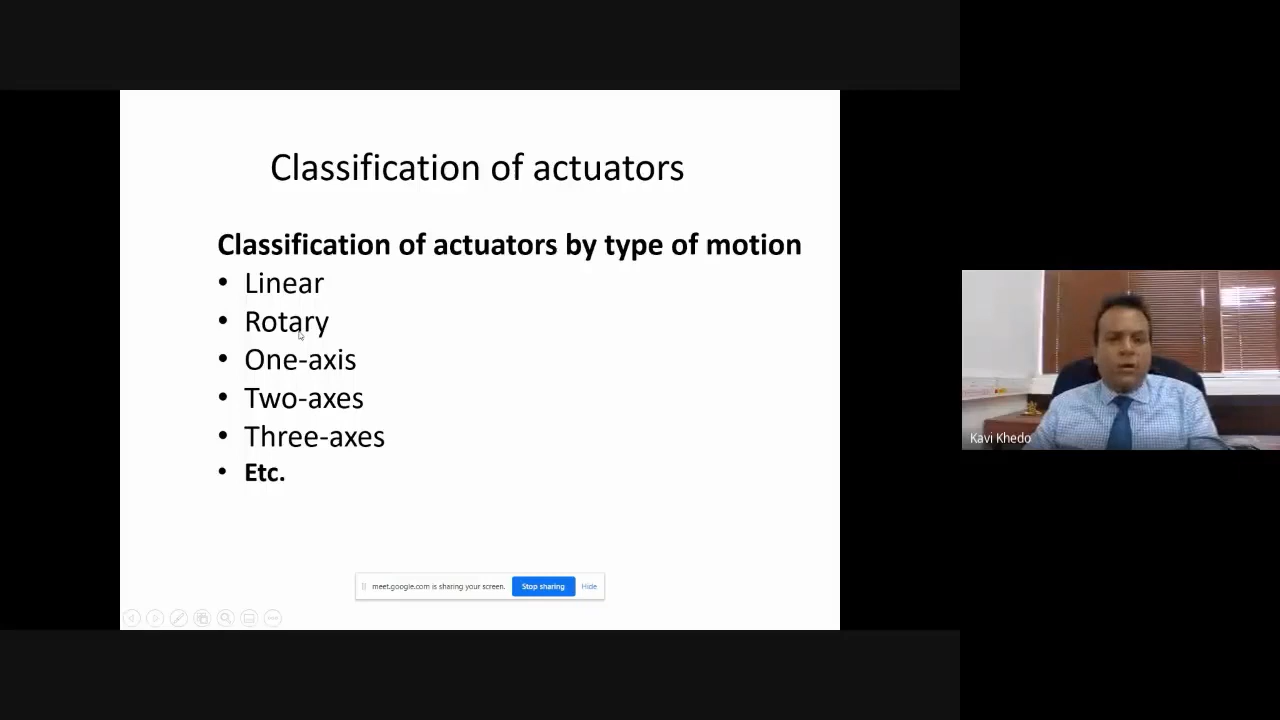 Classification of actuators
Classification of actuators by type of motion
• Linear
• Rotary
• One-axis
• Two-axes
• Three-axes
• Etc.
meet.google.com is sharing your screen. Stop sharing Hide
Kavi Khedo